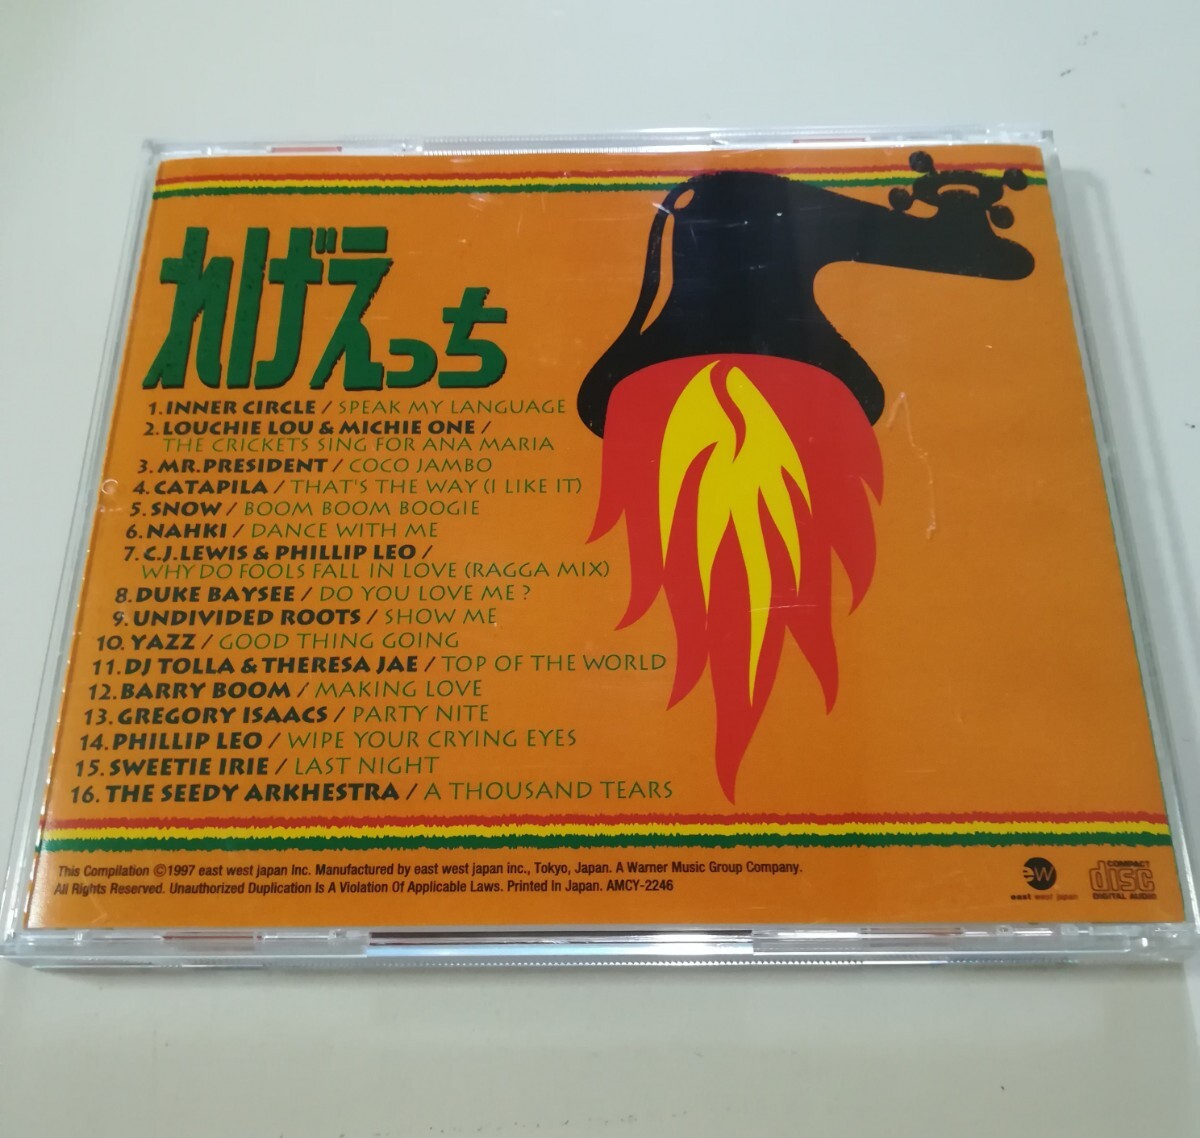 れげえっち
1. INNER CIRCLE / SPEAK MY LANGUAGE
2. LOUCHIE LOU & MICHIE ONE /
THE CRICKETS SING FOR ANA MARIA
3. MR. PRESIDENT / COCO JAMBO
4. CATAPILA / THAT'S THE WAY (I LIKE IT)
5. SNOW / BOOM BOOM BOOGIE
6. NAHKI / DANCE WITH ME
7. C.J. LEWIS & PHILLIP LEO /
WHY DO FOOLS FALL IN LOVE (RAGGA MIX)
8. DUKE BAYSEE / DO YOU LOVE ME ?
9. UNDIVIDED ROOTS / SHOW ME
10. YAZZ / GOOD THING GOING
11. DJ TOLLA & THERESA JAE / TOP OF THE WORLD
12. BARRY BOOM / MAKING LOVE
13. GREGORY ISAACS / PARTY NITE
14. PHILLIP LEO / WIPE YOUR CRYING EYES
15. SWEETIE IRIE / LAST NIGHT
16. THE SEEDY ARKHESTRA / A THOUSAND TEARS
This Compilation ©1997 east west japan Inc. Manufactured by east west japan inc., Tokyo, Japan. A Warner Music Group Company.
All Rights Reserved. Unauthorized Duplication Is A Violation Of Applicable Laws. Printed In Japan. AMCY-2246
ew
east west japan
COMPACT
disc
DIGITAL AUDIO